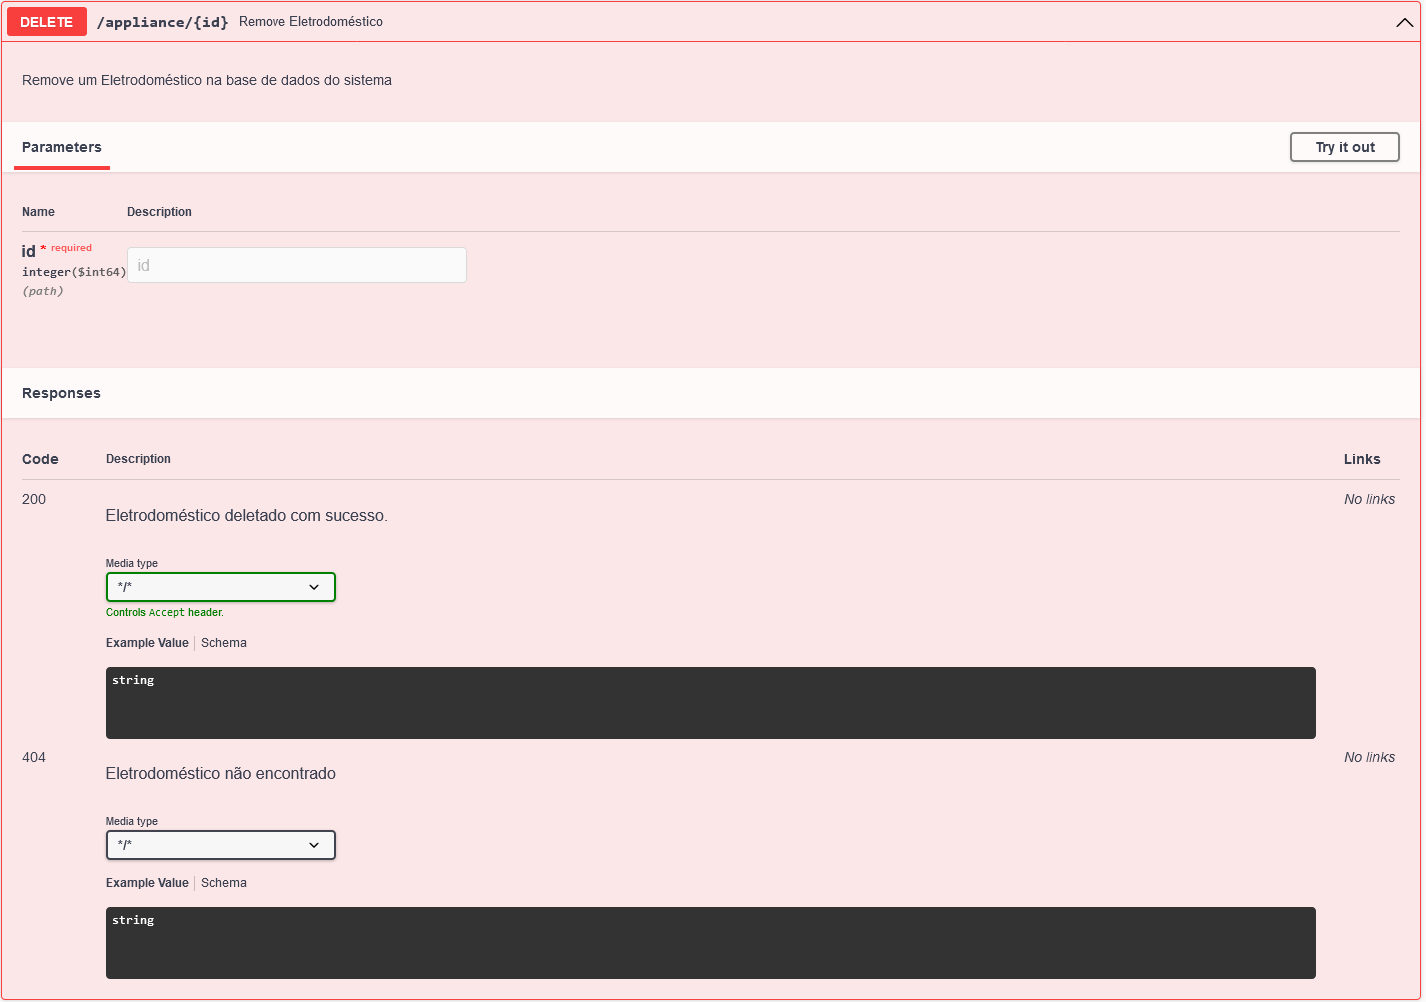 DELETE /appliance/{id} Remove Eletrodoméstico
Remove um Eletrodoméstico na base de dados do sistema
Parameters Try it out
Name Description
id * required
integer($int64)
(path)
id
Responses
Code Description Links
200 No links
Eletrodoméstico deletado com sucesso.
Media type
*/*
Controls Accept header.
Example Value Schema
string
404 No links
Eletrodoméstico não encontrado
Media type
*/*
Example Value Schema
string